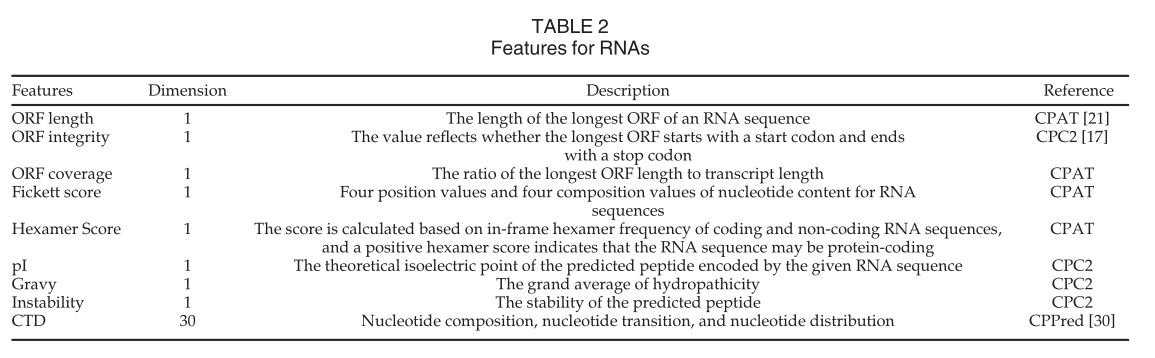 TABLE 2
Features for RNAs
Features Dimension Description Reference
ORF length 1 The length of the longest ORF of an RNA sequence CPAT [21]
ORF integrity 1 The value reflects whether the longest ORF starts with a start codon and ends CPC2 [17]
with a stop codon
ORF coverage 1 The ratio of the longest ORF length to transcript length CPAT
Fickett score 1 Four position values and four composition values of nucleotide content for RNA CPAT
sequences
Hexamer Score 1 The score is calculated based on in-frame hexamer frequency of coding and non-coding RNA sequences, CPAT
and a positive hexamer score indicates that the RNA sequence may be protein-coding
pI 1 The theoretical isoelectric point of the predicted peptide encoded by the given RNA sequence CPC2
Gravy 1 The grand average of hydropathicity CPC2
Instability 1 The stability of the predicted peptide CPC2
CTD 30 Nucleotide composition, nucleotide transition, and nucleotide distribution CPPred [30]